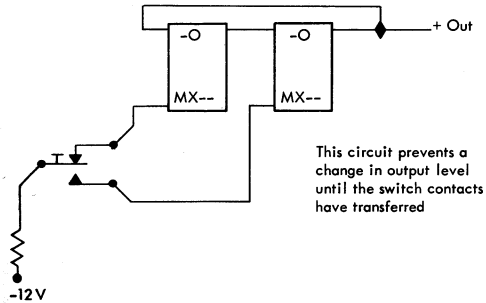 -O
-O
+ Out
MX--
MX--
T
This circuit prevents a
change in output level
until the switch contacts
have transferred
-12V